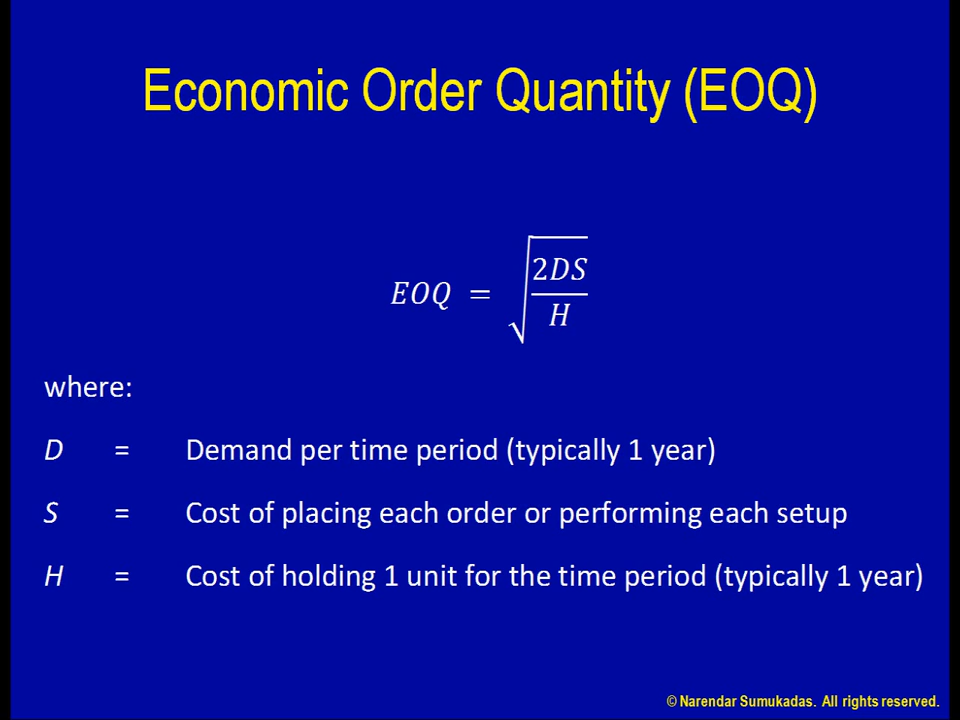 Economic Order Quantity (EOQ)
EOQ = √(2DS/H)
where:
D = Demand per time period (typically 1 year)
S = Cost of placing each order or performing each setup
H = Cost of holding 1 unit for the time period (typically 1 year)
© Narendar Sumukadas. All rights reserved.